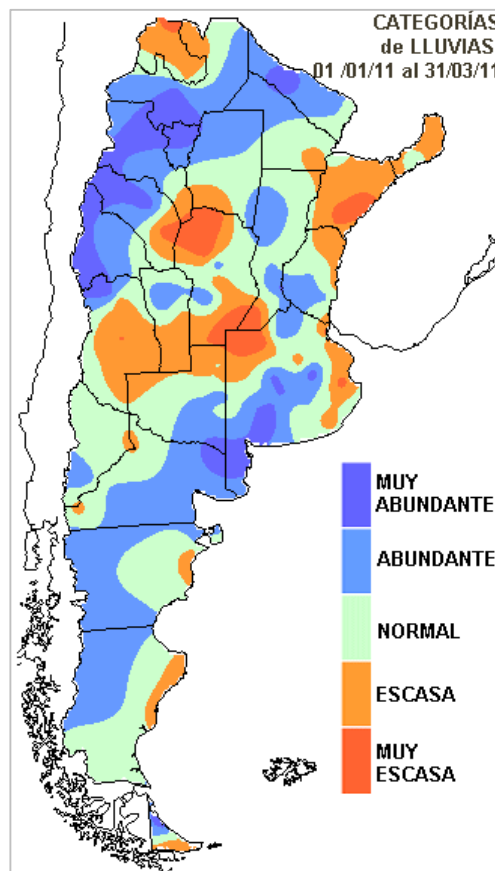 CATEGORÍAS
de LLUVIAS
01 /01/11 al 31/03/11
MUY
ABUNDANTE
ABUNDANTE
NORMAL
ESCASA
MUY
ESCASA